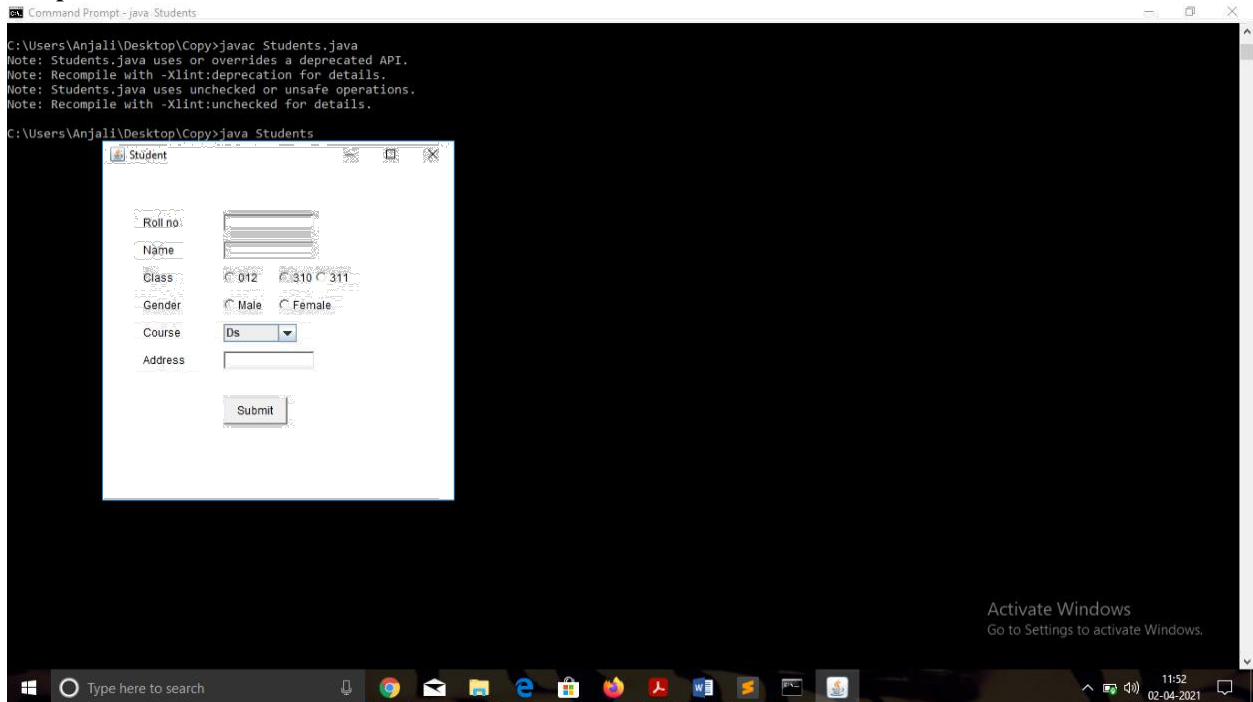 Command Prompt - java Students
C:\Users\Anjali\Desktop\Copy>javac Students.java
Note: Students.java uses or overrides a deprecated API.
Note: Recompile with -Xlint:deprecation for details.
Note: Students.java uses unchecked or unsafe operations.
Note: Recompile with -Xlint:unchecked for details.
C:\Users\Anjali\Desktop\Copy>java Students
Student
Roll no
Name
Class 012 310 311
Gender Male Female
Course Ds
Address
Submit
Activate Windows
Go to Settings to activate Windows.
Type here to search
11:52
02-04-2021